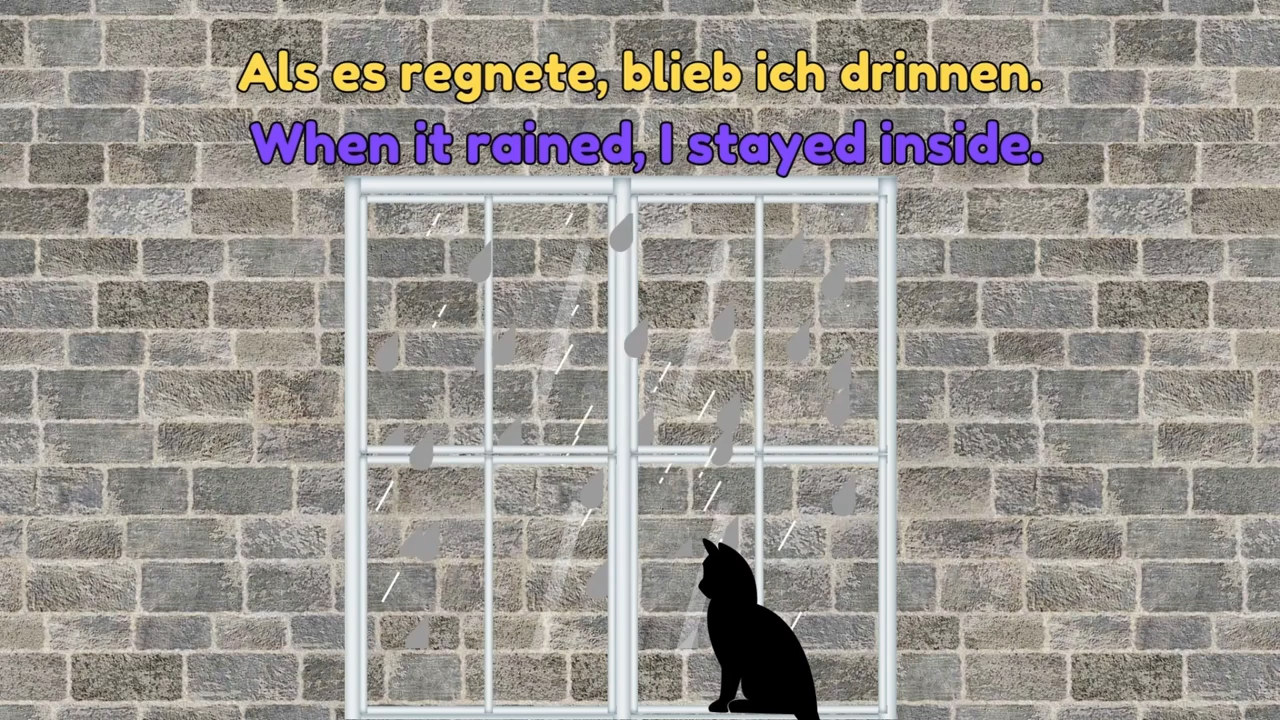 Als es regnete, blieb ich drinnen.
When it rained, I stayed inside.